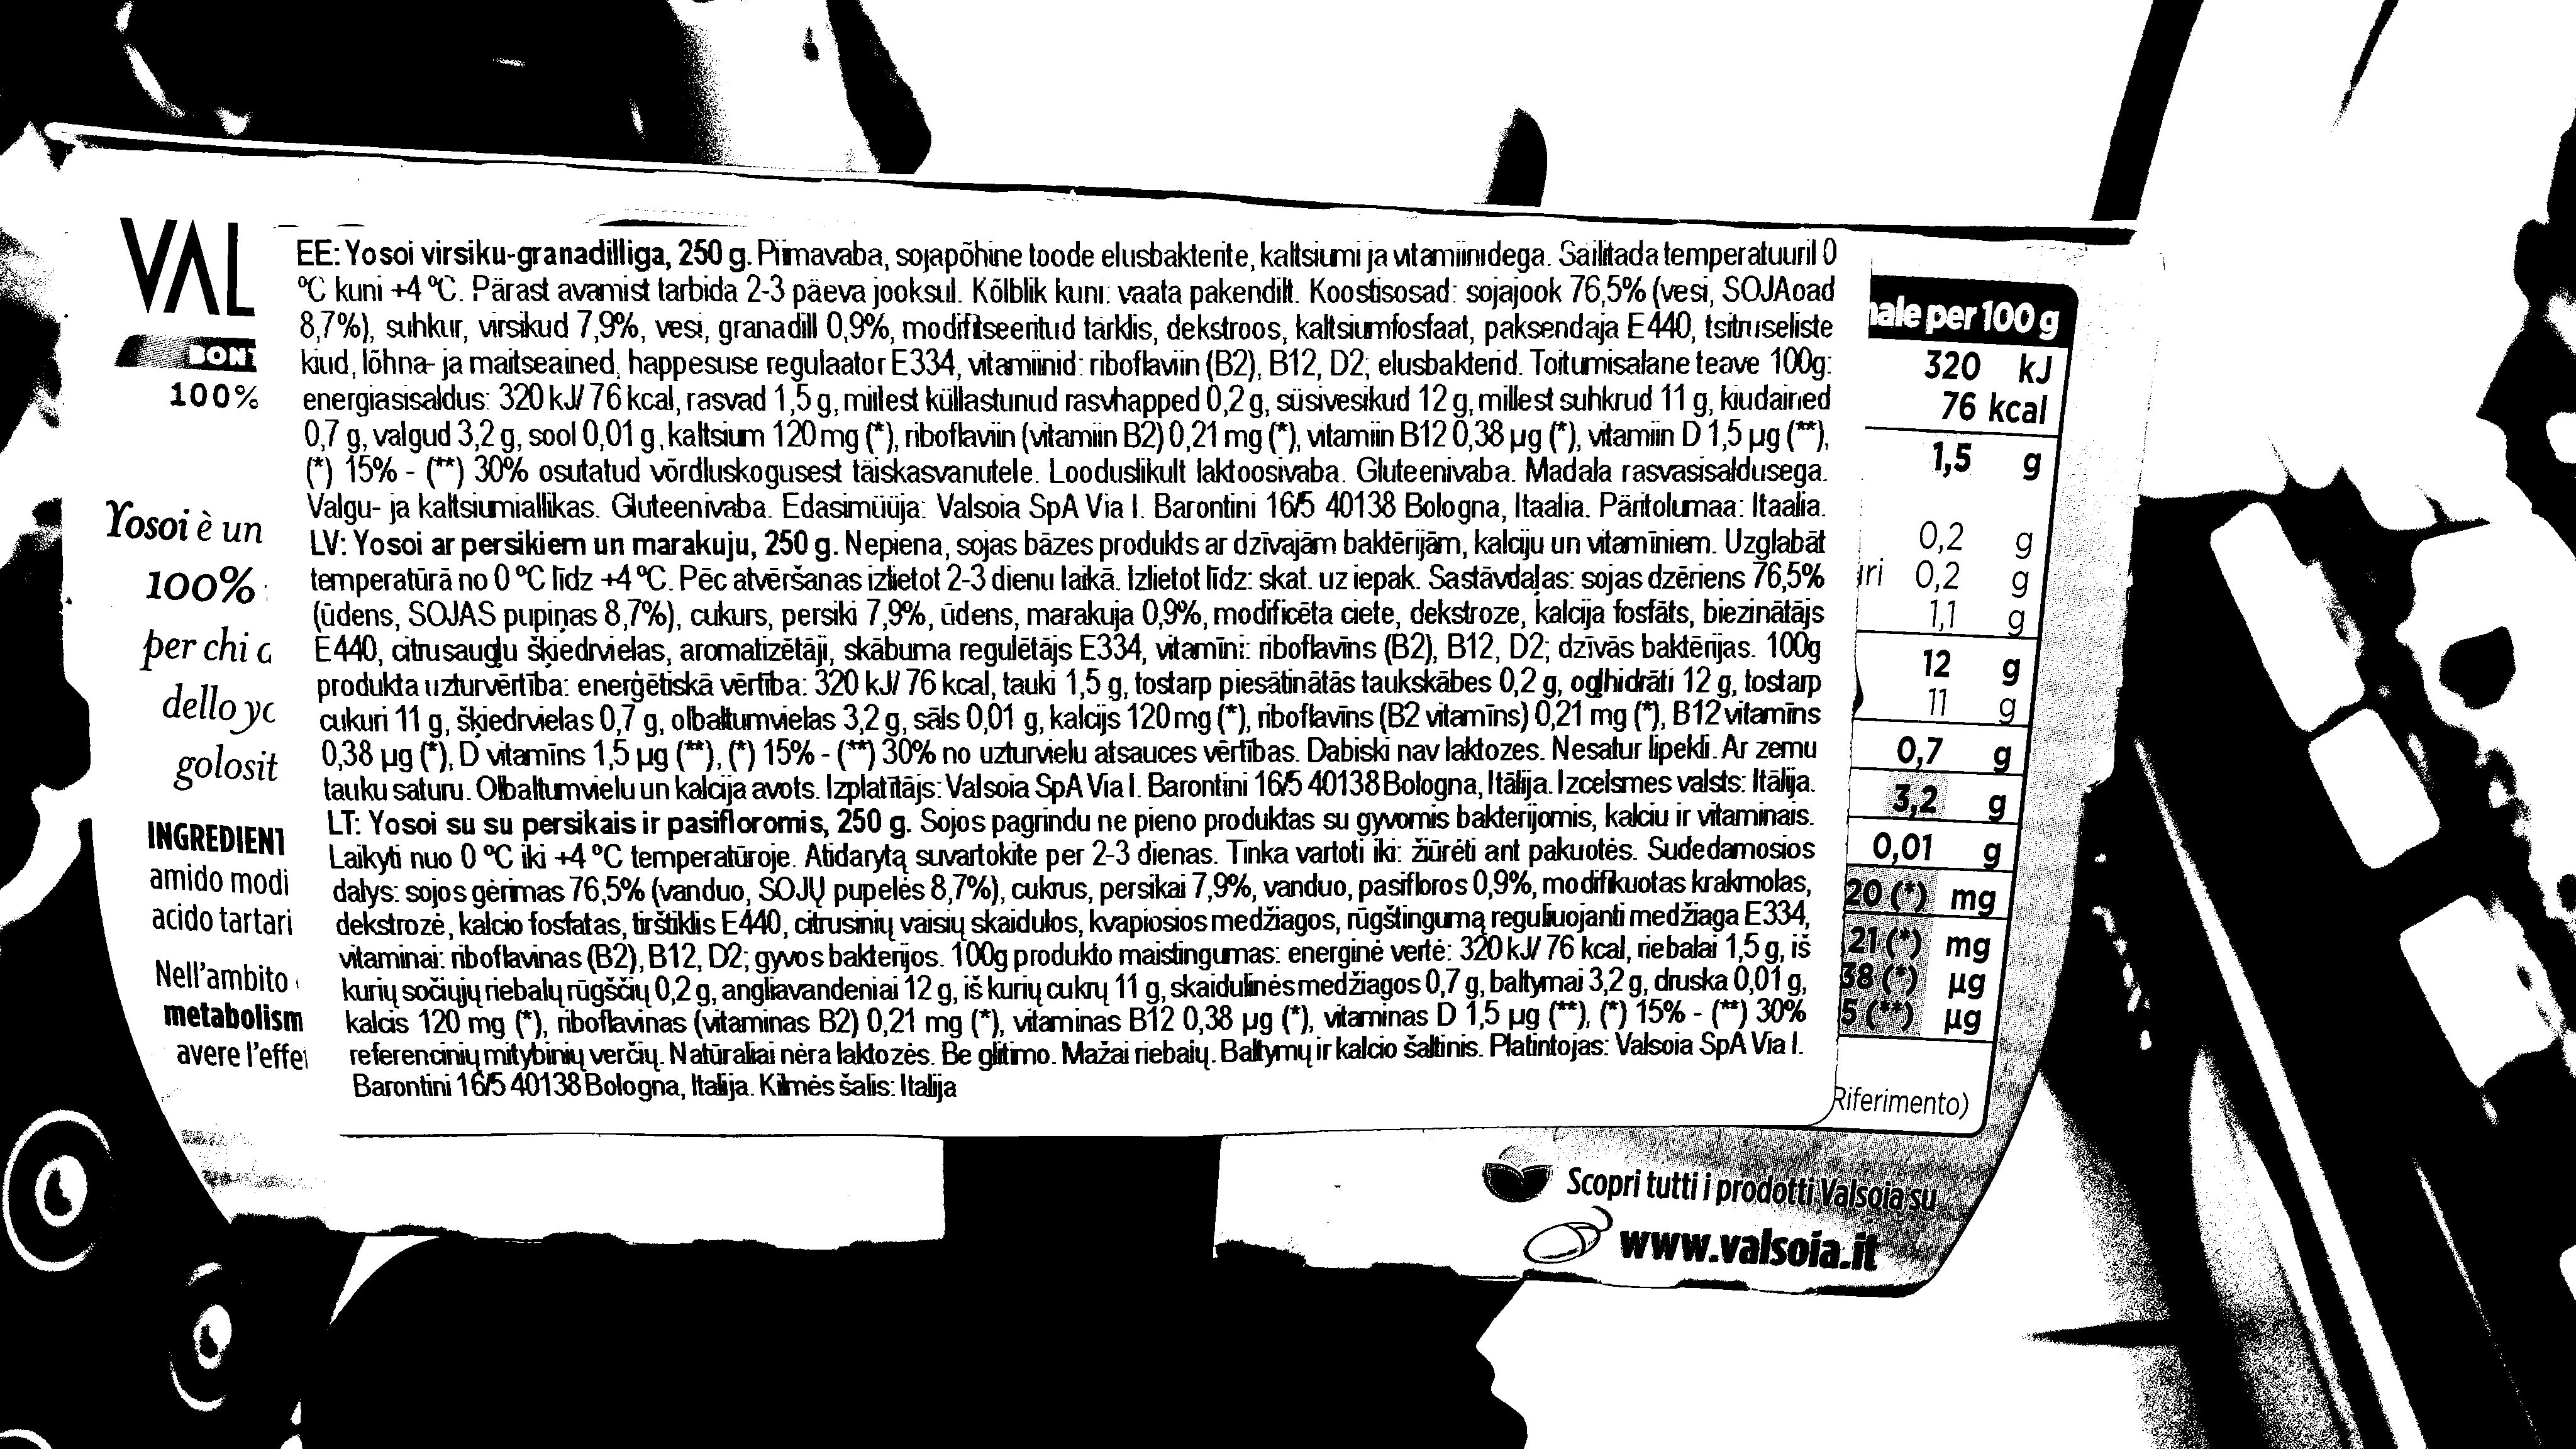 VAL
BONT
100%
Yosoi è un
100%
per chi
dello yo
golosit
INGREDIENT
amido modi
acido tartari
Nell'ambito
metabolism
avere l'effe
EE: Yosoi virsiku-granadilliga, 250 g. Piimavaba, sojapõhine toode elusbakterite, kaltsiumi ja vitamiinidega. Säilitada temperatuuril 0
°C kuni +4 °C. Pärast avamist tarbida 2-3 päeva jooksul. Kõlblik kuni: vaata pakendilt. Koostisosad: sojajook 76,5% (vesi, SOJAoad
8,7%), suhkur, virsikud 7,9%, vesi, granadill 0,9%, modifitseeritud tärklis, dekstroos, kaltsiumfosfaat, paksendaja E440, tsitruseliste
kiud, lõhna- ja maitseained, happesuse regulaator E334, vitamiinid: riboflaviin (B2), B12, D2; elusbakterid. Toitumisalane teave 100g:
energiasisaldus: 320 kJ/ 76 kcal, rasvad 1,5 g, millest küllastunud rasvhapped 0,2 g, süsivesikud 12 g, millest suhkrud 11 g, kiudained
0,7 g, valgud 3,2 g, sool 0,01 g, kaltsium 120 mg (*), riboflaviin (vitamiin B2) 0,21 mg (*), vitamiin B12 0,38 µg (*), vitamiin D 1,5 µg (**),
(*) 15% - (**) 30% osutatud võrdluskogusest täiskasvanutele. Looduslikult laktoosivaba. Gluteenivaba. Madala rasvasisaldusega.
Valgu- ja kaltsiumiallikas. Gluteenivaba. Edasimüüja: Valsoia SpA Via I. Barontini 16/5 40138 Bologna, Itaalia. Päritolumaa: Itaalia.
LV: Yosoi ar persikiem un marakuju, 250 g. Nepiena, sojas bāzes produkts ar dzīvajām baktērijām, kalciju un vitamīniem. Uzglabāt
temperatūrā no 0 °C līdz +4 °C. Pēc atvēršanas izlietot 2-3 dienu laikā. Izlietot līdz: skat. uz iepak. Sastāvdaļas: sojas dzēriens 76,5%
(ūdens, SOJAS pupiņas 8,7%), cukurs, persiki 7,9%, ūdens, marakuja 0,9%, modificēta ciete, dekstroze, kalcija fosfāts, biezinātājs
E440, citrusaugļu šķiedrvielas, aromatizētāji, skābuma regulētājs E334, vitamīni: riboflavīns (B2), B12, D2; dzīvās baktērijas. 100g
produkta uzturvērtība: enerģētiskā vērtība: 320 kJ/ 76 kcal, tauki 1,5 g, tostarp piesātinātās taukskābes 0,2 g, ogļhidrāti 12 g, tostarp
cukuri 11 g, šķiedrvielas 0,7 g, olbaltumvielas 3,2 g, sāls 0,01 g, kalcijs 120 mg (*), riboflavīns (B2 vitamīns) 0,21 mg (*), B12 vitamīns
0,38 µg (*), D vitamīns 1,5 µg (**), (*) 15% - (**) 30% no uzturvielu atsauces vērtības. Dabiski nav laktozes. Nesatur lipekli. Ar zemu
tauku saturu. Olbaltumvielu un kalcija avots. Izplatītājs: Valsoia SpA Via I. Barontini 16/5 40138 Bologna, Itālija. Izcelsmes valsts: Itālija.
LT: Yosoi su su persikais ir pasifloromis, 250 g. Sojos pagrindu ne pieno produktas su gyvomis bakterijomis, kalciu ir vitaminais.
Laikyti nuo 0 °C iki +4 °C temperatūroje. Atidarytą suvartokite per 2-3 dienas. Tinka vartoti iki: žiūrėti ant pakuotės. Sudedamosios
dalys: sojos gėrimas 76,5% (vanduo, SOJŲ pupelės 8,7%), cukrus, persikai 7,9%, vanduo, pasifloros 0,9%, modifikuotas krakmolas,
dekstrozė, kalcio fosfatas, tirštiklis E440, citrusinių vaisių skaidulos, kvapiosios medžiagos, rūgštingumą reguliuojanti medžiaga E334,
vitaminai: riboflavinas (B2), B12, D2; gyvos bakterijos. 100g produkto maistingumas: energinė vertė: 320 kJ/ 76 kcal, riebalai 1,5 g, iš
kurių sočiųjų riebalų rūgščių 0,2 g, angliavandeniai 12 g, iš kurių cukrų 11 g, skaidulinės medžiagos 0,7 g, baltymai 3,2 g, druska 0,01 g,
kalcis 120 mg (*), riboflavinas (vitaminas B2) 0,21 mg (*), vitaminas B12 0,38 µg (*), vitaminas D 1,5 µg (**), (*) 15% - (**) 30%
referencinių mitybinių verčių. Natūraliai nėra laktozės. Be glitimo. Mažai riebalų. Baltymų ir kalcio šaltinis. Platintojas: Valsoia SpA Via I.
Barontini 16/5 40138 Bologna, Italija. Kilmės šalis: Italija
nale per 100 g
320 kJ
76 kcal
1,5 g
0,2 g
iri 0,2 g
1,1 g
12 g
11 g
0,7 g
3,2 g
0,01 g
20 (*) mg
21 (*) mg
38 (*) µg
5 (**) µg
Riferimento)
Scopri tutti i prodotti Valsoia su
www.valsoia.it